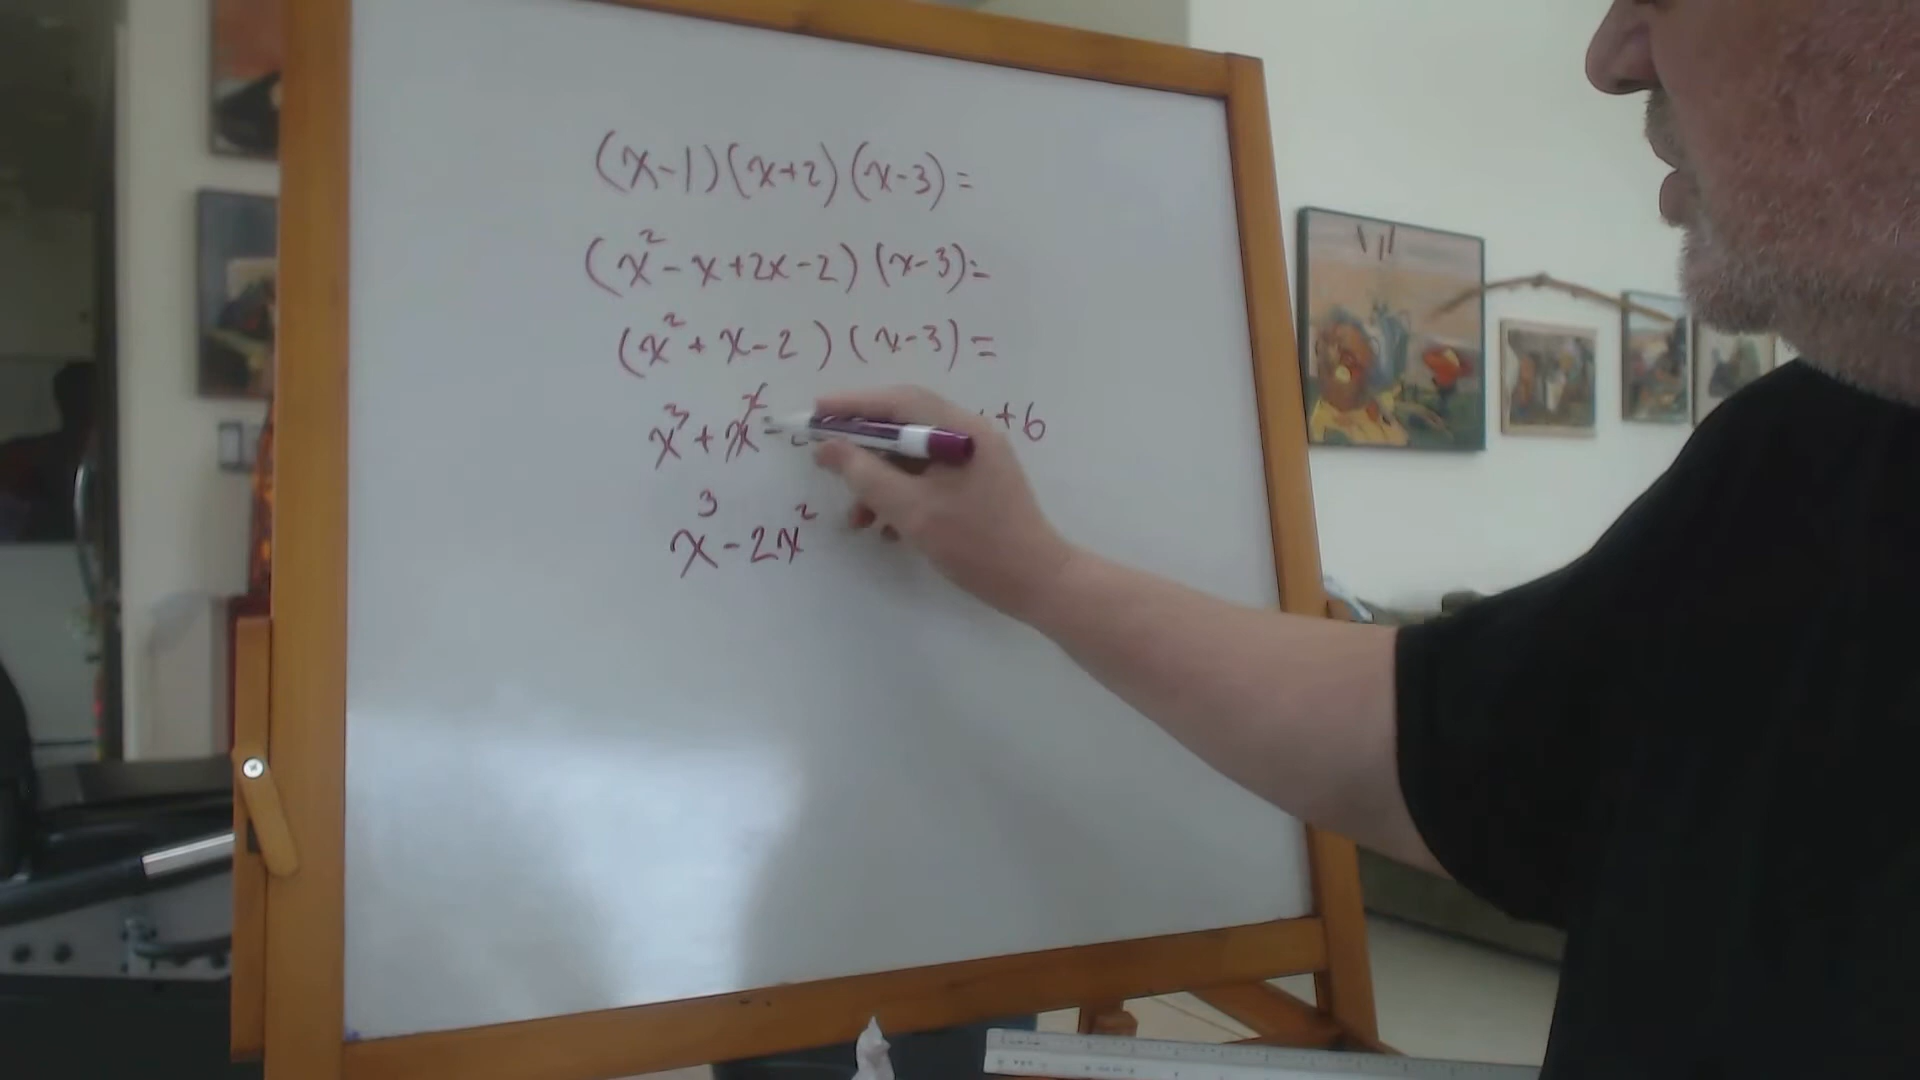 (x-1)(x+2)(x-3)=
(x²-x+2x-2)(x-3)=
(x²+x-2)(x-3)=
x³+x²- +6
x³-2x²